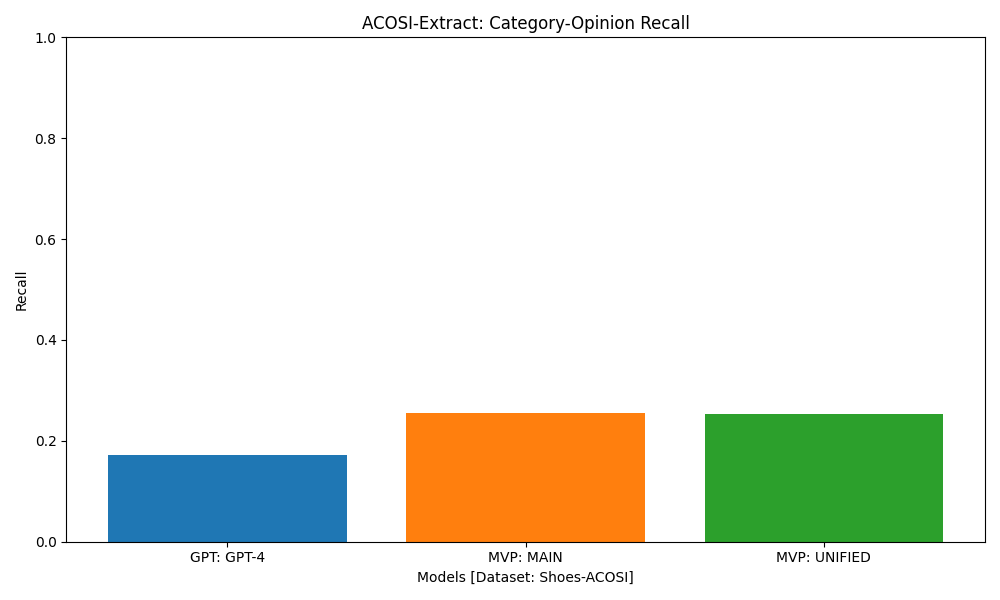 ACOSI-Extract: Category-Opinion Recall
1.0
0.8
0.6
0.4
0.2
0.0
Recall
GPT: GPT-4
MVP: MAIN
MVP: UNIFIED
Models [Dataset: Shoes-ACOSI]